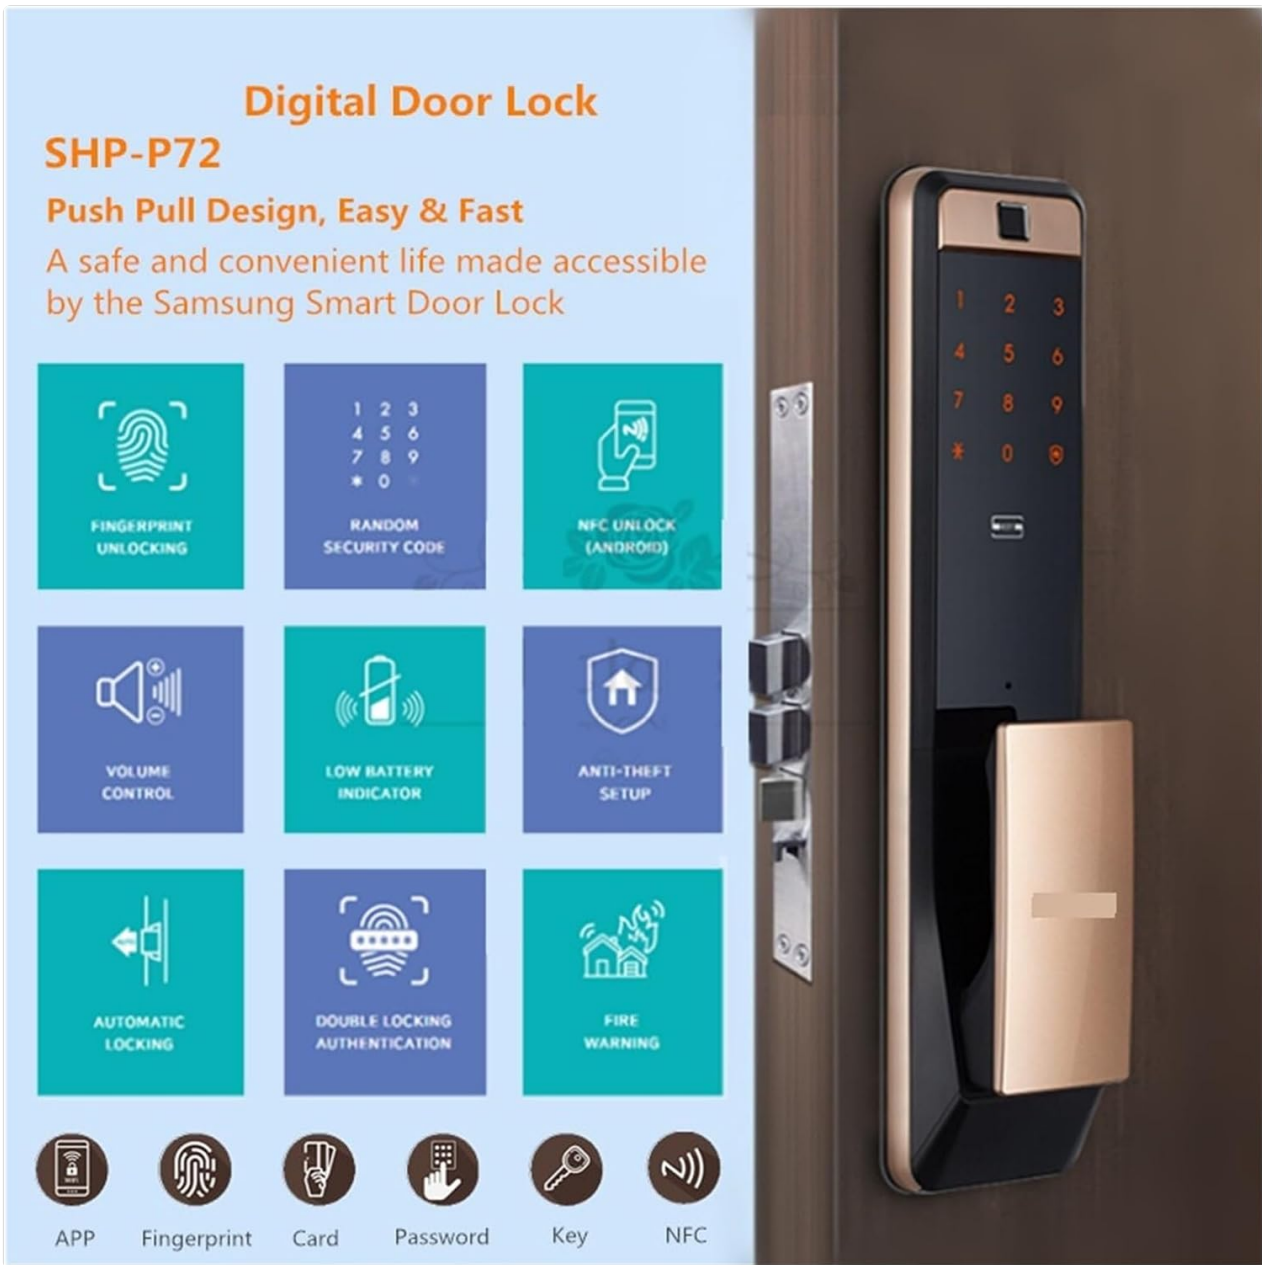 Digital Door Lock
SHP-P72
Push Pull Design, Easy & Fast
A safe and convenient life made accessible
by the Samsung Smart Door Lock
1 2 3
4 5 6
7 8 9
* 0
FINGERPRINT
UNLOCKING
RANDOM
SECURITY CODE
NFC UNLOCK
(ANDROID)
VOLUME
CONTROL
LOW BATTERY
INDICATOR
ANTI-THEFT
SETUP
AUTO
AUTOMATIC
LOCKING
DOUBLE LOCKING
AUTHENTICATION
FIRE
WARNING
WiFi
APP
Fingerprint
Card
Password
Key
NFC
1 2 3
4 5 6
7 8 9
* 0